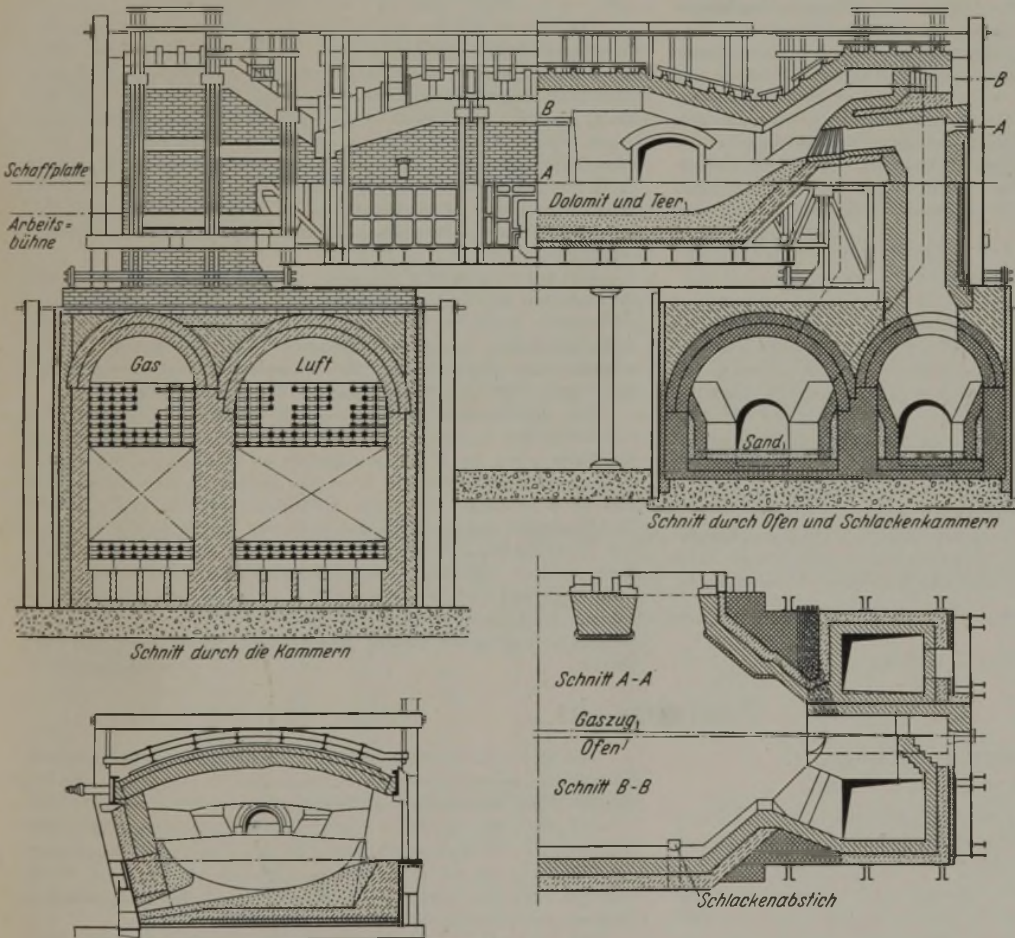 B
B
A
A
Schaffplatte
Arbeits=
bühne
Dolomit und Teer
Gas
Luft
Sand
Schnitt durch Ofen und Schlackenkammern
Schnitt durch die Kammern
Schnitt A-A
Gaszug
Ofen
Schnitt B-B
Schlackenabstich